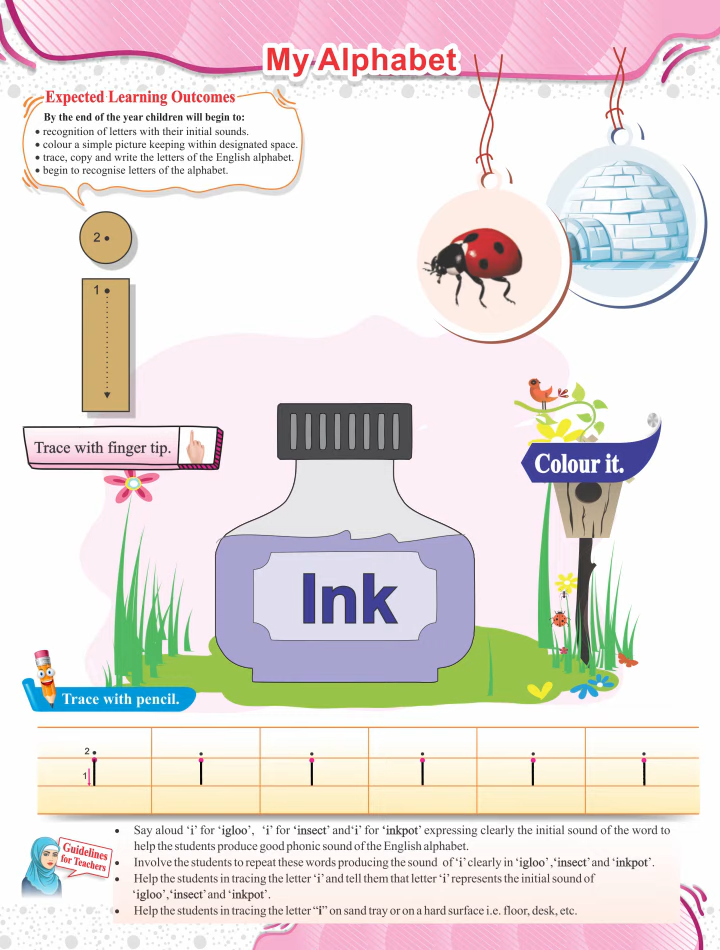 My Alphabet
Expected Learning Outcomes
By the end of the year children will begin to:
• recognition of letters with their initial sounds.
• colour a simple picture keeping within designated space.
• trace, copy and write the letters of the English alphabet.
• begin to recognise letters of the alphabet.
2
1
Trace with finger tip.
Colour it.
Ink
Trace with pencil.
2
1
Guidelines
for Teachers
• Say aloud ‘i’ for ‘igloo’, ‘i’ for ‘insect’ and ‘i’ for ‘inkpot’ expressing clearly the initial sound of the word to
help the students produce good phonic sound of the English alphabet.
• Involve the students to repeat these words producing the sound of ‘i’ clearly in ‘igloo’, ‘insect’ and ‘inkpot’.
• Help the students in tracing the letter ‘i’ and tell them that letter ‘i’ represents the initial sound of
‘igloo’, ‘insect’ and ‘inkpot’.
• Help the students in tracing the letter “i” on sand tray or on a hard surface i.e. floor, desk, etc.